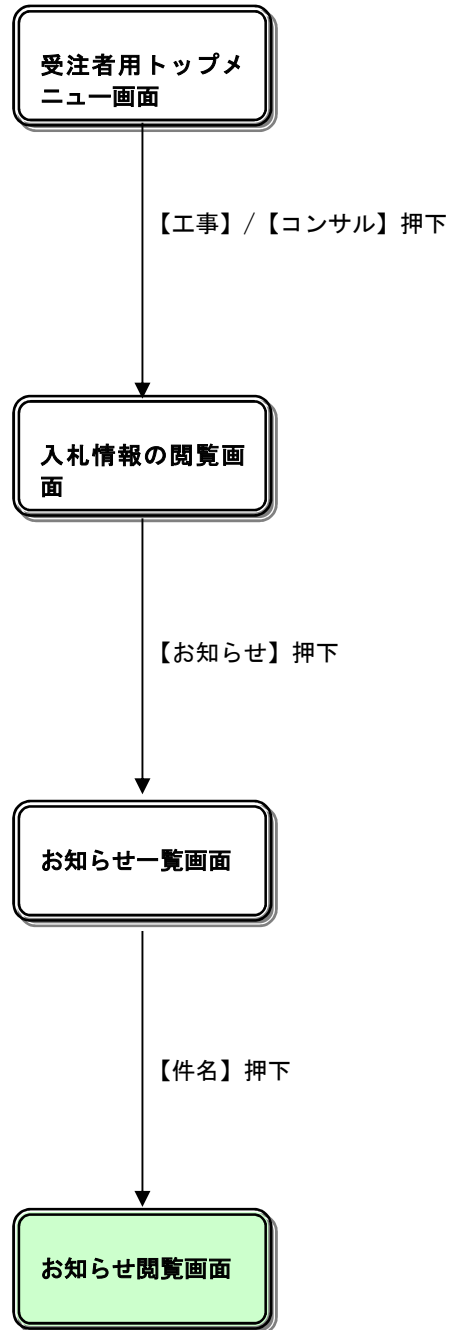 受注者用トップメ
ニュー画面
【工事】/【コンサル】押下
入札情報の閲覧画
面
【お知らせ】押下
お知らせ一覧画面
【件名】押下
お知らせ閲覧画面